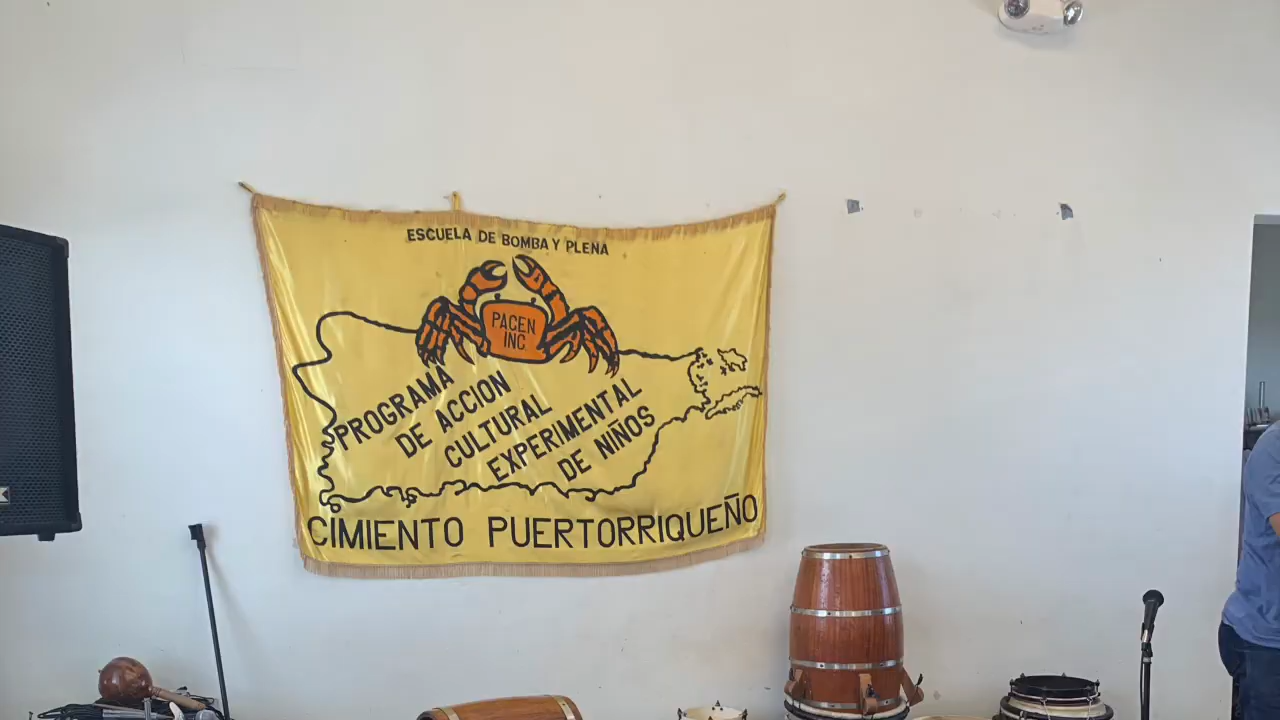 ESCUELA DE BOMBA Y PLENA
PACEN
INC
PROGRAMA
DE ACCION
CULTURAL
EXPERIMENTAL
DE NIÑOS
CIMIENTO PUERTORRIQUEÑO